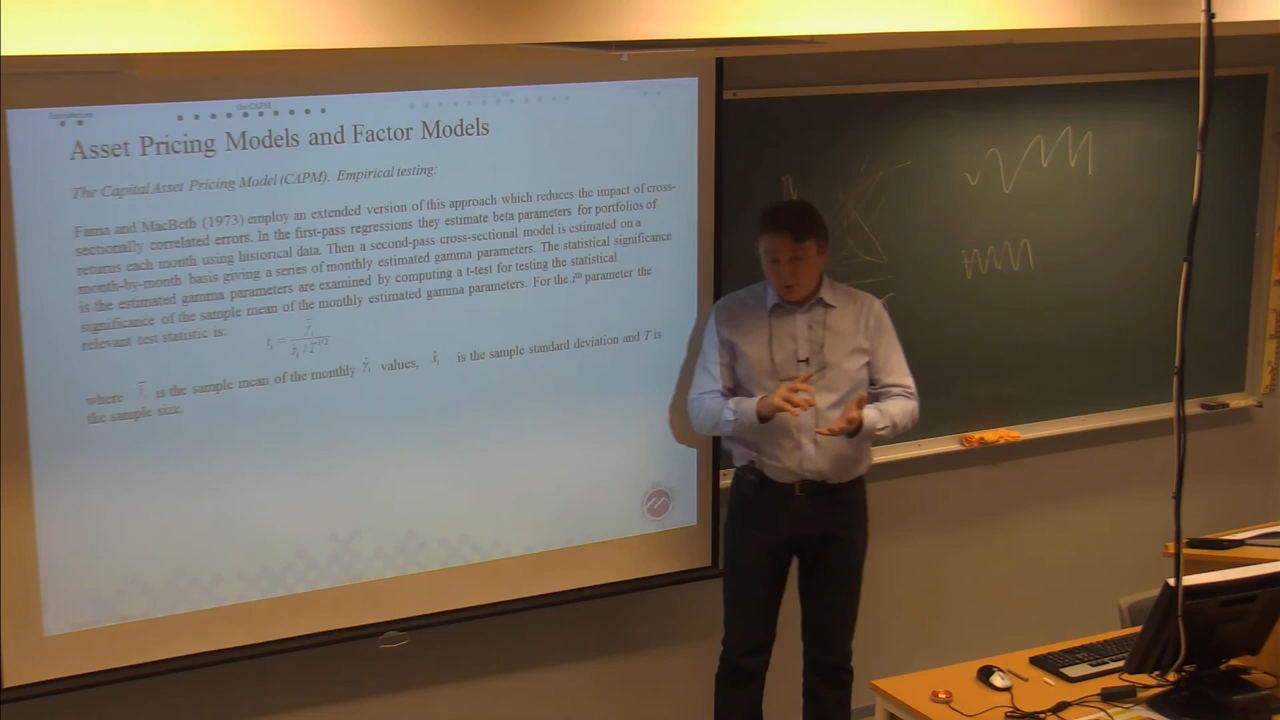 Introduction
the CAPM
Asset Pricing Models and Factor Models
The Capital Asset Pricing Model (CAPM). Empirical testing:
Fama and MacBeth (1973) employ an extended version of this approach which reduces the impact of cross-
sectionally correlated errors. In the first-pass regressions they estimate beta parameters for portfolios of
returns each month using historical data. Then a second-pass cross-sectional model is estimated on a
month-by-month basis giving a series of monthly estimated gamma parameters. The statistical significance
is the estimated gamma parameters are examined by computing a t-test for testing the statistical
significance of the sample mean of the monthly estimated gamma parameters. For the iᵗʰ parameter the
relevant test statistic is:
where is the sample mean of the monthly values, is the sample standard deviation and T is
the sample size.